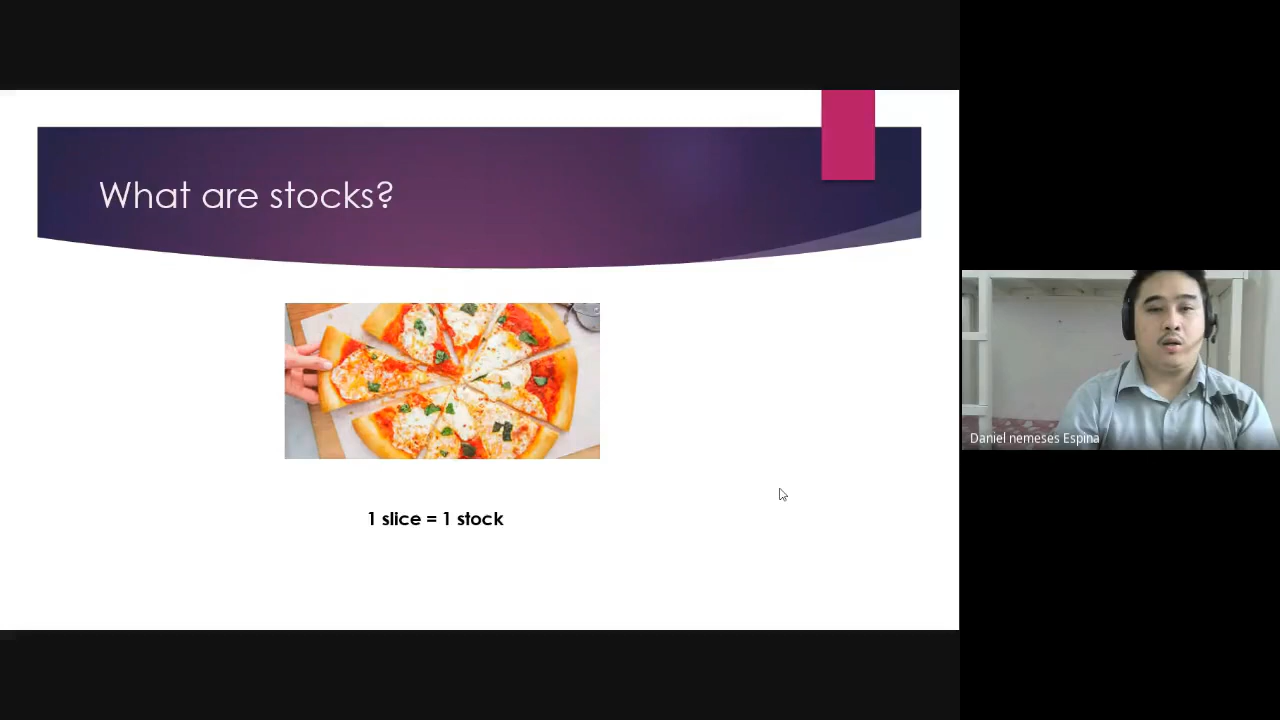 What are stocks?
1 slice = 1 stock
Daniel nemeses Espina